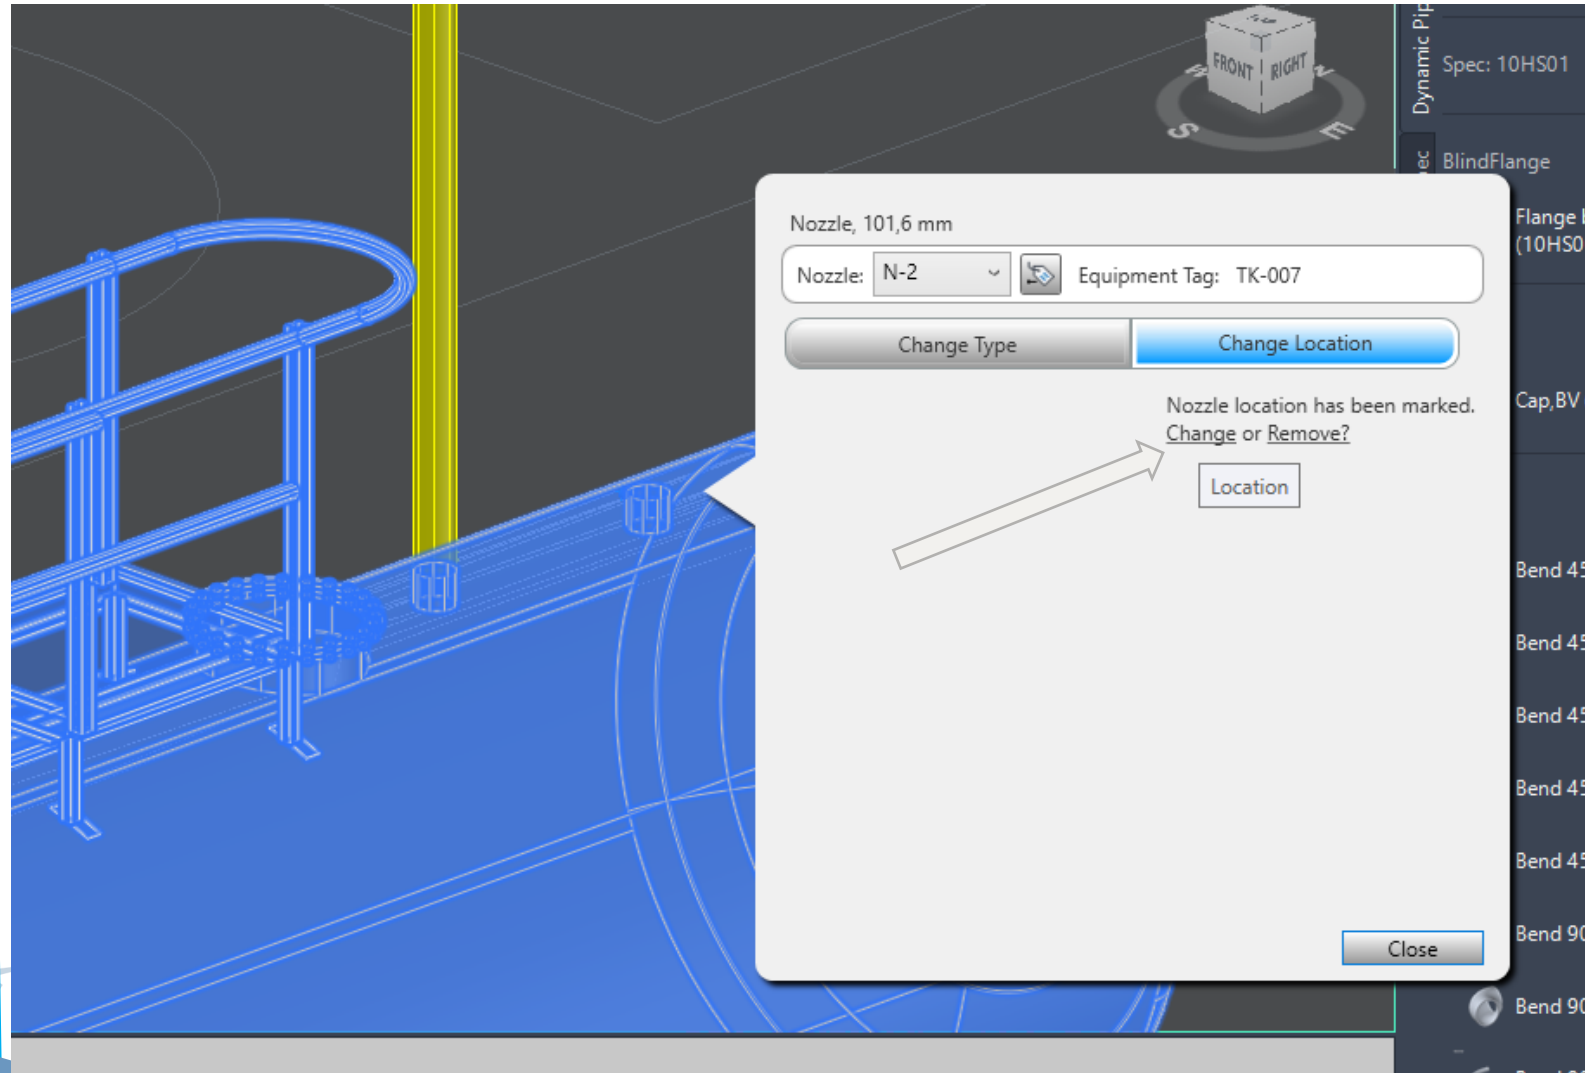 FRONT
RIGHT
S
E
Dynamic Pip
Spec: 10HS01
BlindFlange
Flange
(10HS0
Nozzle, 101,6 mm
Nozzle: N-2 Equipment Tag: TK-007
Change Type Change Location
Nozzle location has been marked.
Change or Remove?
Location
Cap,BV
Bend 45
Bend 45
Bend 45
Bend 45
Bend 45
Bend 90
Close
Bend 90